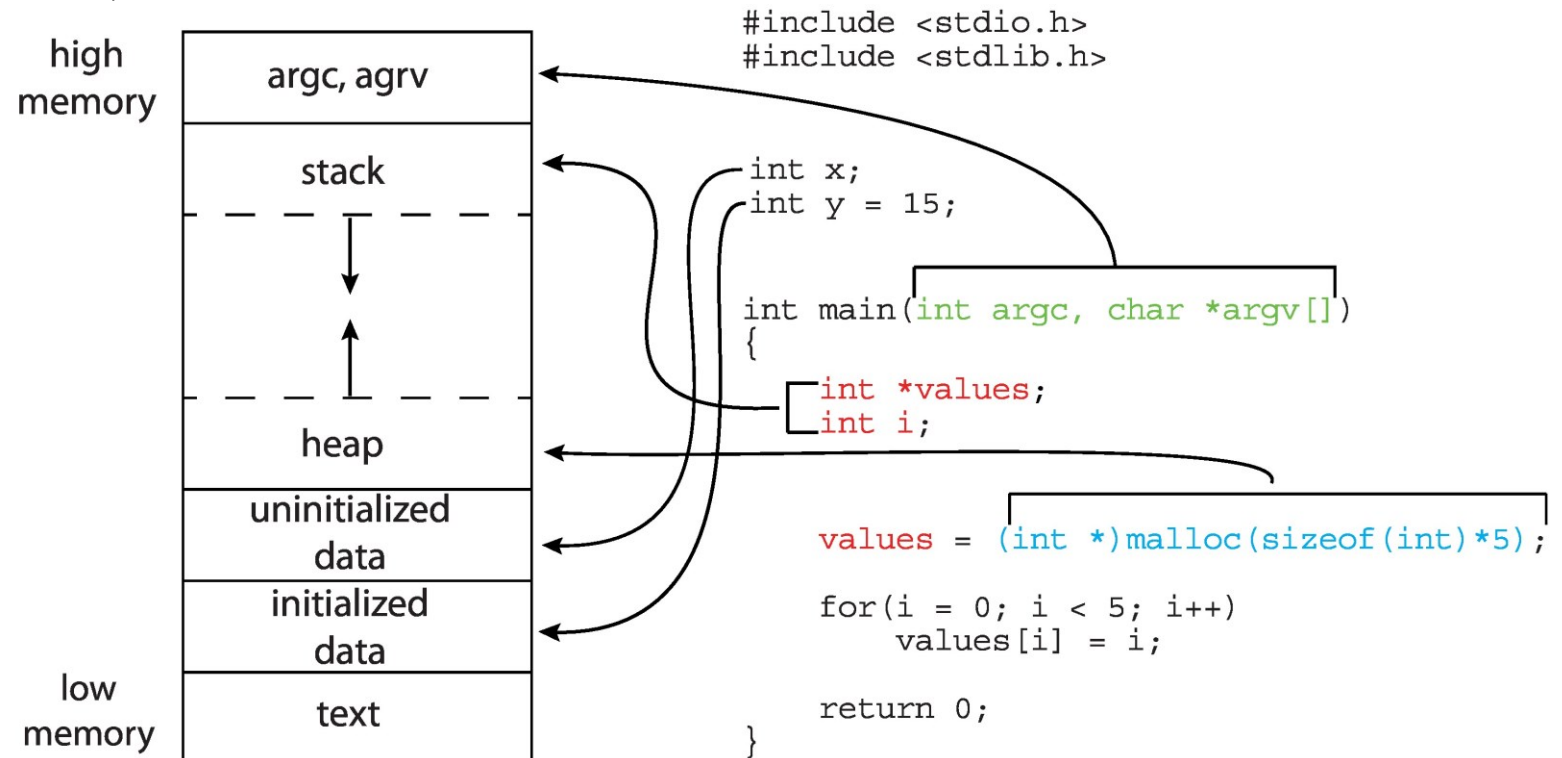 high
memory
argc, agrv
stack
heap
uninitialized
data
initialized
data
low
memory
text
#include <stdio.h>
#include <stdlib.h>
int x;
int y = 15;
int main(int argc, char *argv[])
{
int *values;
int i;
values = (int *)malloc(sizeof(int)*5);
for(i = 0; i < 5; i++)
values[i] = i;
return 0;
}